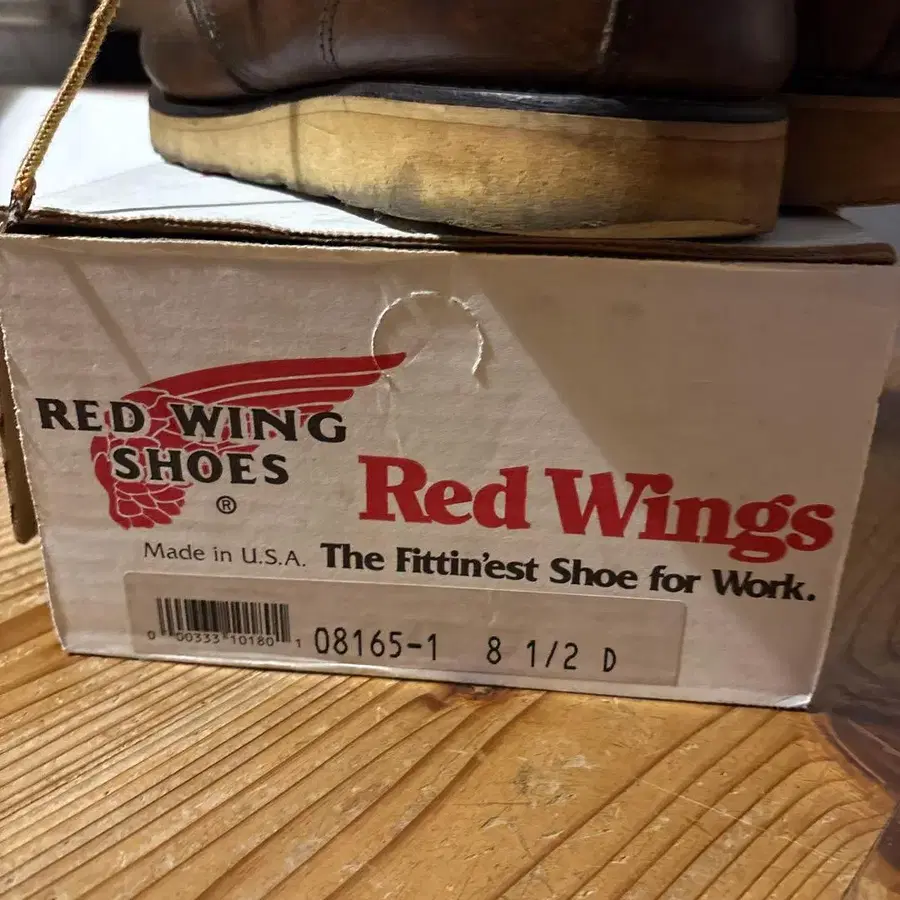 RED WING
SHOES
®
Red Wings
Made in U.S.A. The Fittin'est Shoe for Work.
0 00333 10180 1 08165-1 8 1/2 D